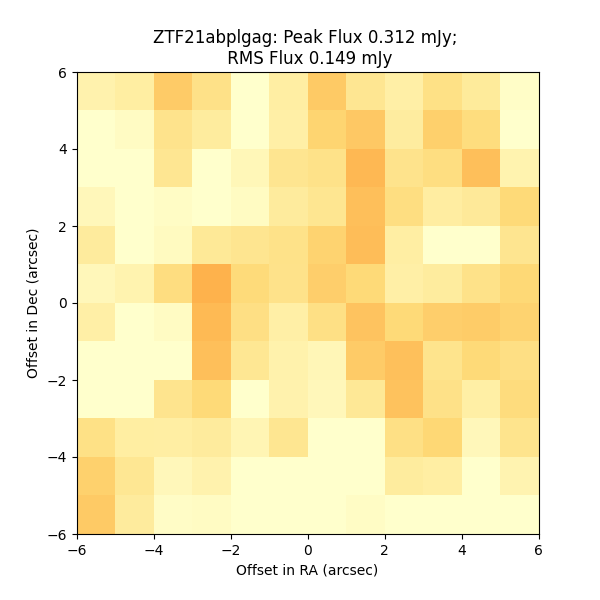 ZTF21abplgag: Peak Flux 0.312 mJy;
RMS Flux 0.149 mJy
6
4
2
0
−2
−4
−6
Offset in Dec (arcsec)
−6 −4 −2 0 2 4 6
Offset in RA (arcsec)